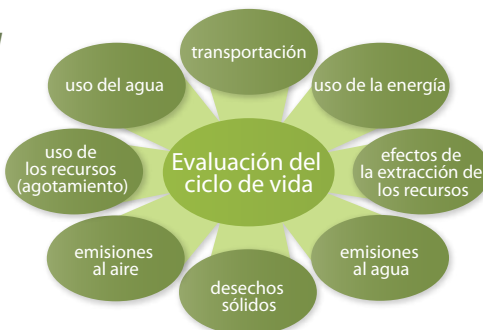 transportación
uso del agua
uso de la energía
uso de
los recursos
(agotamiento)
Evaluación del
ciclo de vida
efectos de
la extracción de
los recursos
emisiones
al aire
emisiones
al agua
desechos
sólidos